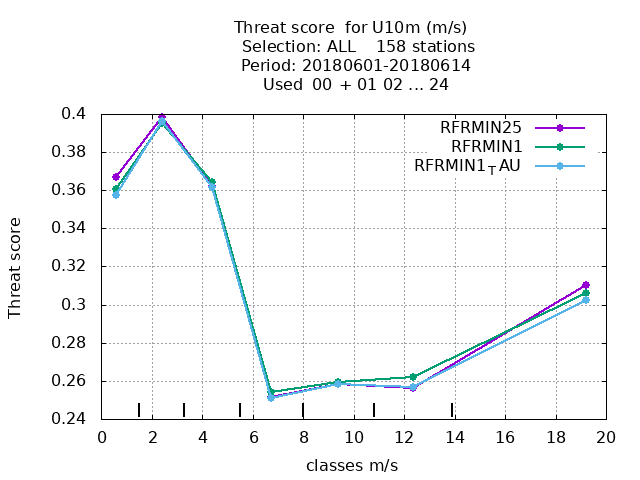 Threat score  for U10m (m/s)
Selection: ALL    158 stations
Period: 20180601-20180614
Used  00 + 01 02 ... 24
0.4
0.38
0.36
0.34
0.32
0.3
0.28
0.26
0.24
Threat score
RFRMIN25
RFRMIN1
RFRMIN1TAU
0 2 4 6 8 10 12 14 16 18 20
classes m/s